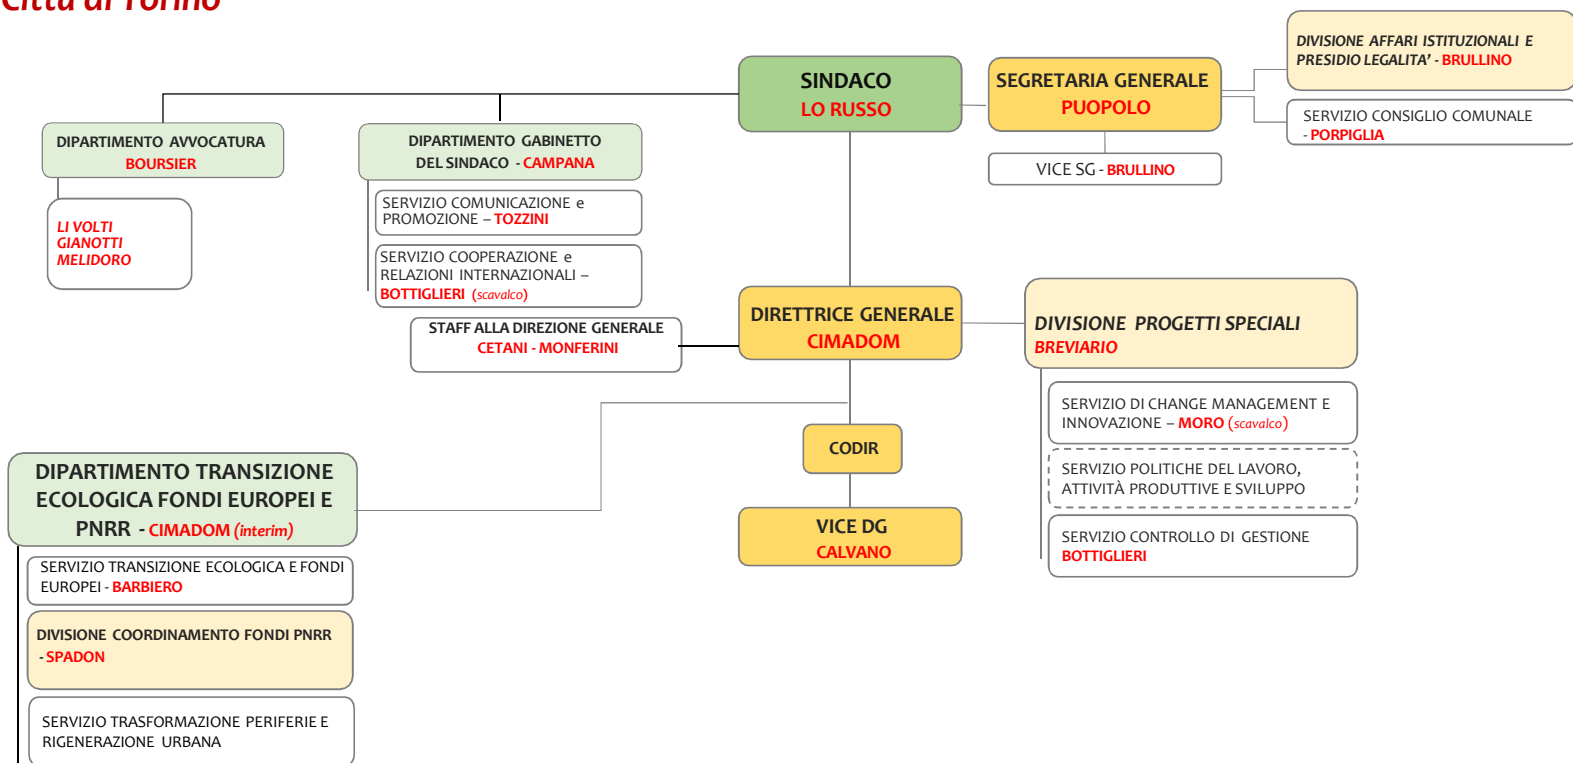 Città di Torino
SINDACO
LO RUSSO
SEGRETARIA GENERALE
PUOPOLO
DIVISIONE AFFARI ISTITUZIONALI E
PRESIDIO LEGALITA' - BRULLINO
SERVIZIO CONSIGLIO COMUNALE
- PORPIGLIA
VICE SG - BRULLINO
DIPARTIMENTO AVVOCATURA
BOURSIER
LI VOLTI
GIANOTTI
MELIDORO
DIPARTIMENTO GABINETTO
DEL SINDACO - CAMPANA
SERVIZIO COMUNICAZIONE e
PROMOZIONE – TOZZINI
SERVIZIO COOPERAZIONE e
RELAZIONI INTERNAZIONALI –
BOTTIGLIERI (scavalco)
STAFF ALLA DIREZIONE GENERALE
CETANI - MONFERINI
DIRETTRICE GENERALE
CIMADOM
DIVISIONE PROGETTI SPECIALI
BREVIARIO
SERVIZIO DI CHANGE MANAGEMENT E
INNOVAZIONE – MORO (scavalco)
SERVIZIO POLITICHE DEL LAVORO,
ATTIVITÀ PRODUTTIVE E SVILUPPO
SERVIZIO CONTROLLO DI GESTIONE
BOTTIGLIERI
CODIR
VICE DG
CALVANO
DIPARTIMENTO TRANSIZIONE
ECOLOGICA FONDI EUROPEI E
PNRR - CIMADOM (interim)
SERVIZIO TRANSIZIONE ECOLOGICA E FONDI
EUROPEI - BARBIERO
DIVISIONE COORDINAMENTO FONDI PNRR
- SPADON
SERVIZIO TRASFORMAZIONE PERIFERIE E
RIGENERAZIONE URBANA